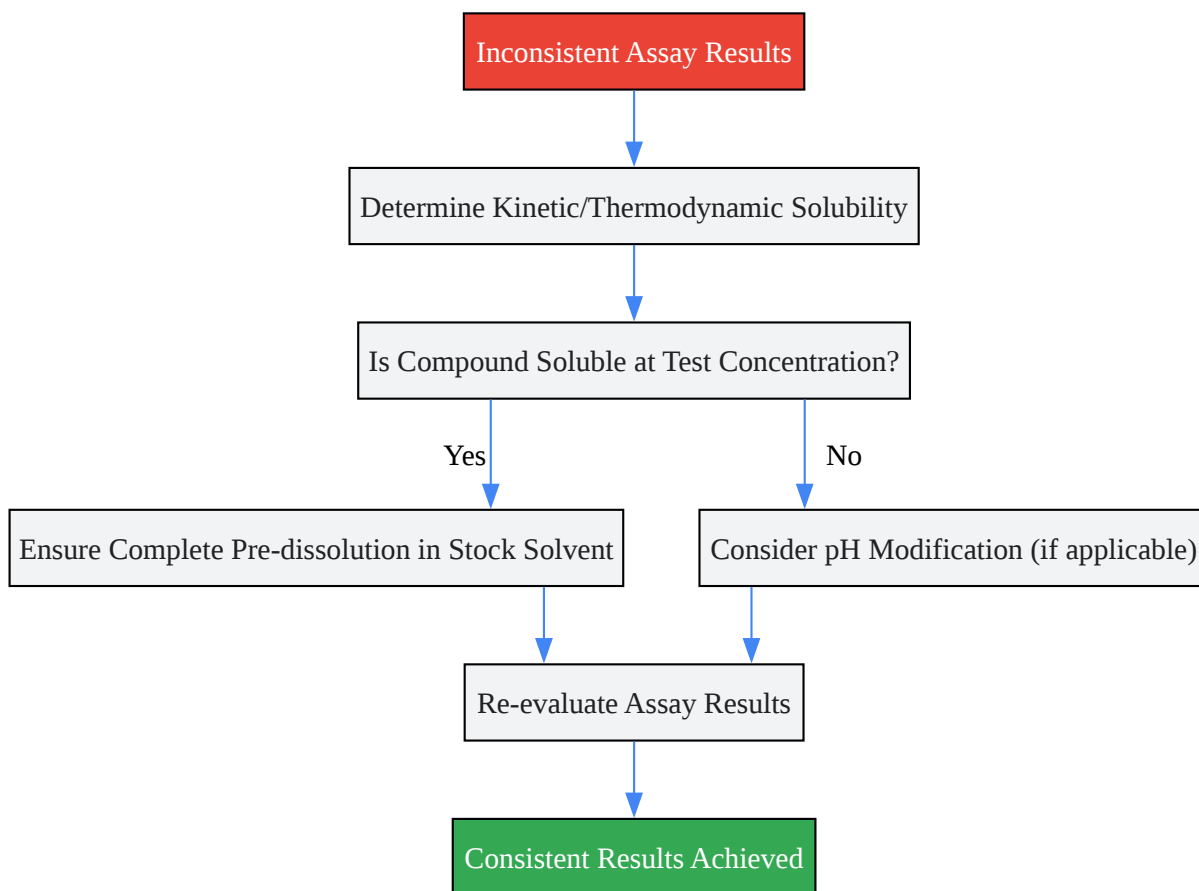 Inconsistent Assay Results
Determine Kinetic/Thermodynamic Solubility
Is Compound Soluble at Test Concentration?
Yes
No
Ensure Complete Pre-dissolution in Stock Solvent
Consider pH Modification (if applicable)
Re-evaluate Assay Results
Consistent Results Achieved